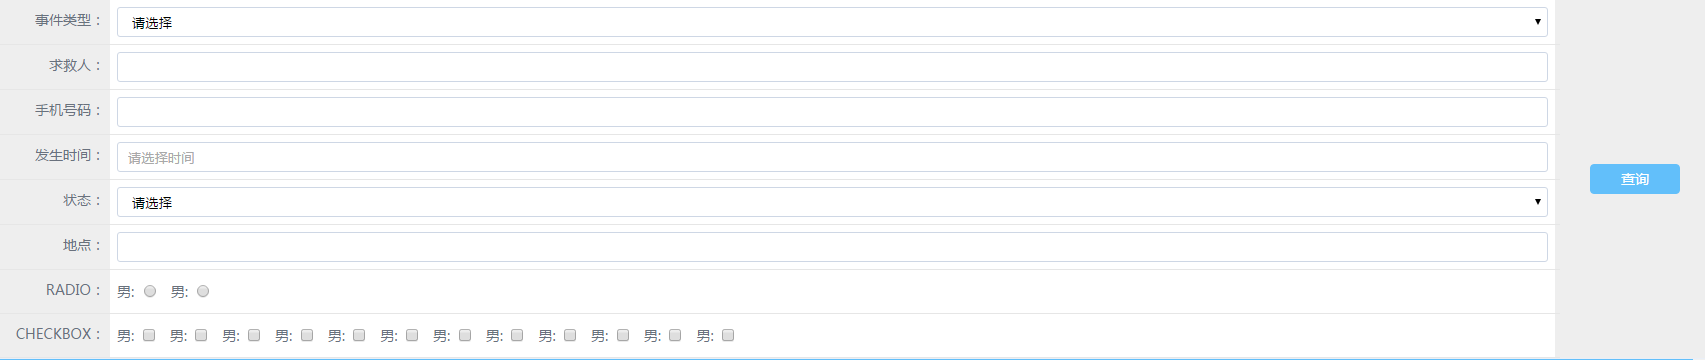 事件类型： 请选择
求救人：
手机号码：
发生时间： 请选择时间
查询
状态： 请选择
地点：
RADIO： 男: 男:
CHECKBOX： 男: 男: 男: 男: 男: 男: 男: 男: 男: 男: 男: 男: